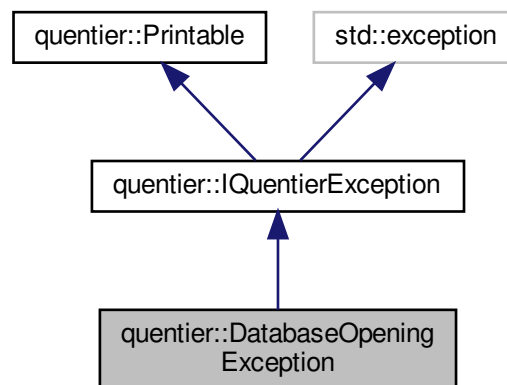 quentier::Printable
std::exception
quentier::IQuentierException
quentier::DatabaseOpening
Exception